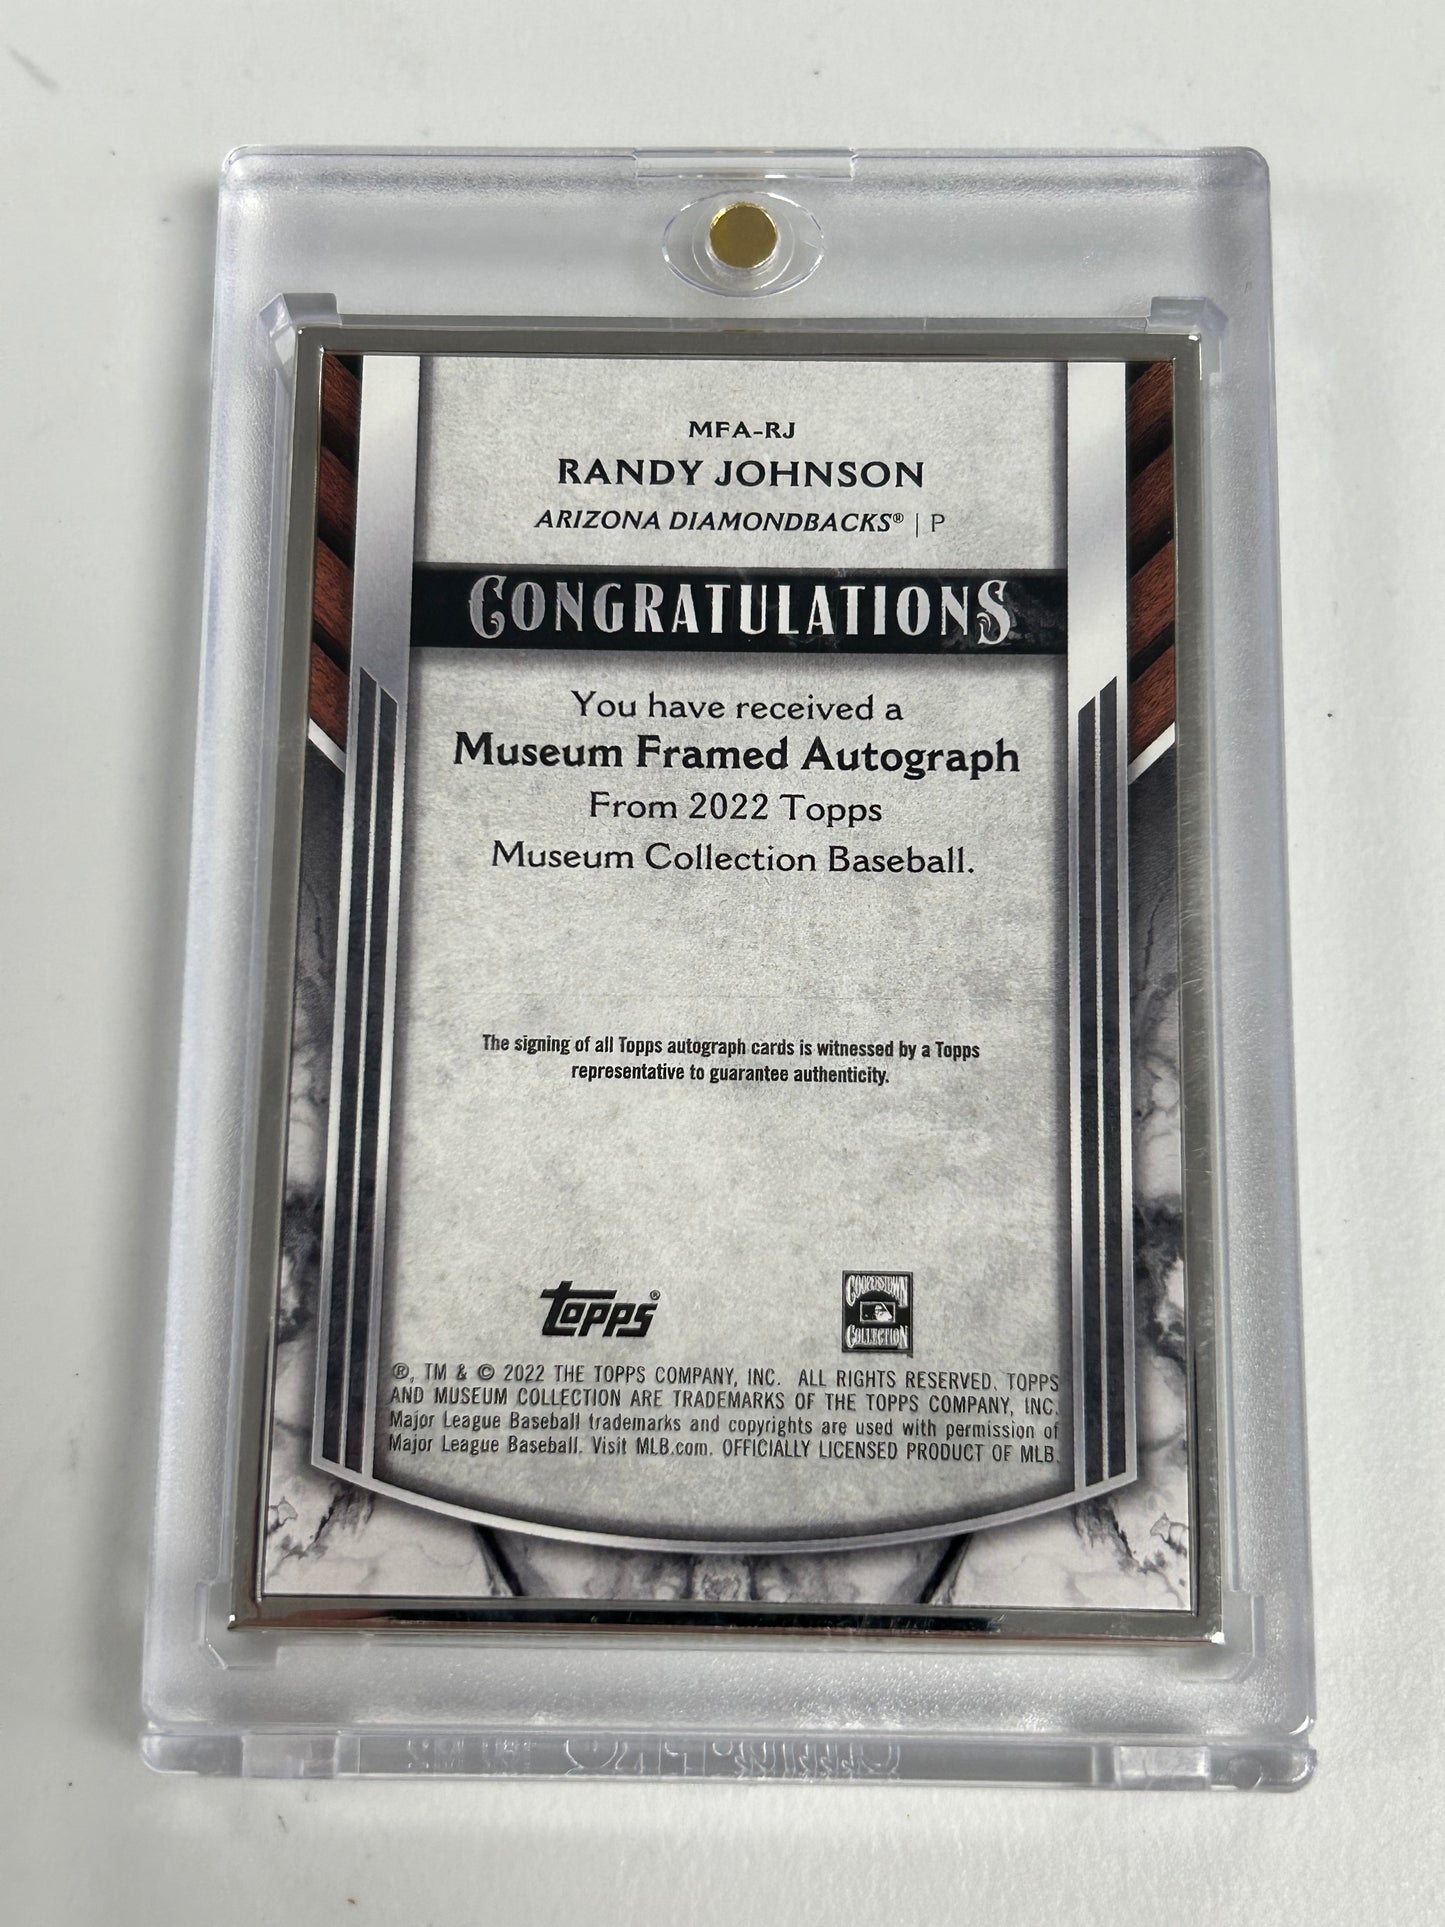 MFA-RJ
RANDY JOHNSON
ARIZONA DIAMONDBACKS® | P
CONGRATULATIONS
You have received a
Museum Framed Autograph
From 2022 Topps
Museum Collection Baseball.
The signing of all Topps autograph cards is witnessed by a Topps
representative to guarantee authenticity.
topps®
COOPERSTOWN
COLLECTION
®, TM & © 2022 THE TOPPS COMPANY, INC. ALL RIGHTS RESERVED. TOPPS
AND MUSEUM COLLECTION ARE TRADEMARKS OF THE TOPPS COMPANY, INC.
Major League Baseball trademarks and copyrights are used with permission of
Major League Baseball. Visit MLB.com. OFFICIALLY LICENSED PRODUCT OF MLB.